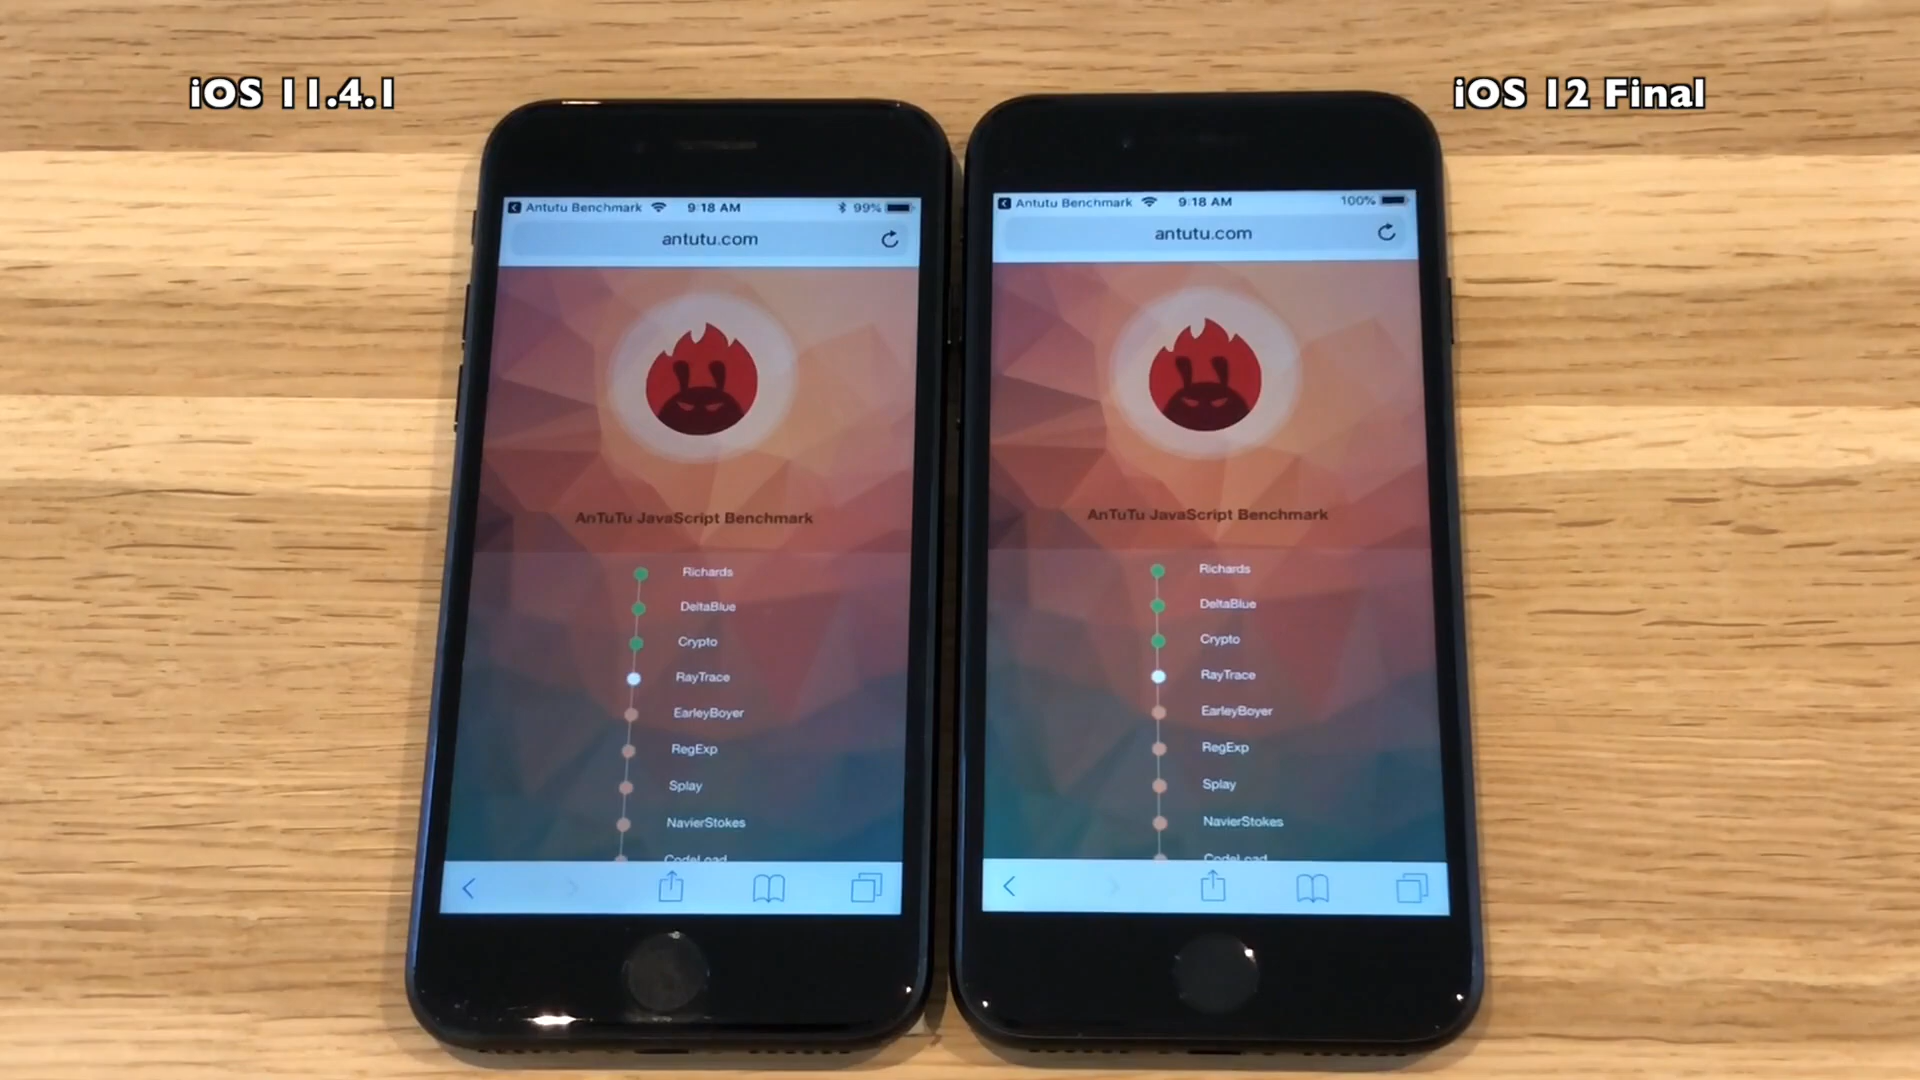 iOS 11.4.1
iOS 12 Final
Antutu Benchmark 9:18 AM 99%
antutu.com
AnTuTu JavaScript Benchmark
Richards
DeltaBlue
Crypto
RayTrace
EarleyBoyer
RegExp
Splay
NavierStokes
CodeLoad
Antutu Benchmark 9:18 AM 100%
antutu.com
AnTuTu JavaScript Benchmark
Richards
DeltaBlue
Crypto
RayTrace
EarleyBoyer
RegExp
Splay
NavierStokes
CodeLoad